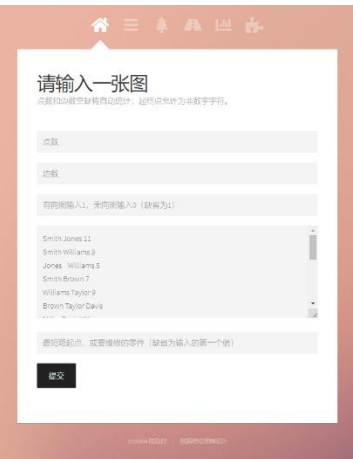 请输入一张图
点数和边数空缺将自动统计，起终点允许为非数字字符。
点数
边数
有向图输入1，无向图输入0（缺省为1）
Smith Jones 11
Smith Williams 8
Jones Williams 5
Smith Brown 7
Williams Taylor 9
Brown Taylor Davis
最短路起点，或要维修的零件（缺省为输入的第一个值）
提交